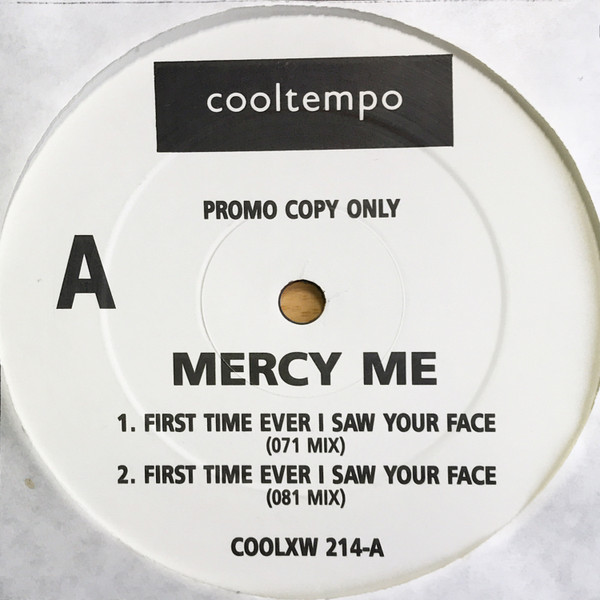 cooltempo
PROMO COPY ONLY
A
MERCY ME
1. FIRST TIME EVER I SAW YOUR FACE
(071 MIX)
2. FIRST TIME EVER I SAW YOUR FACE
(081 MIX)
COOLXW 214-A